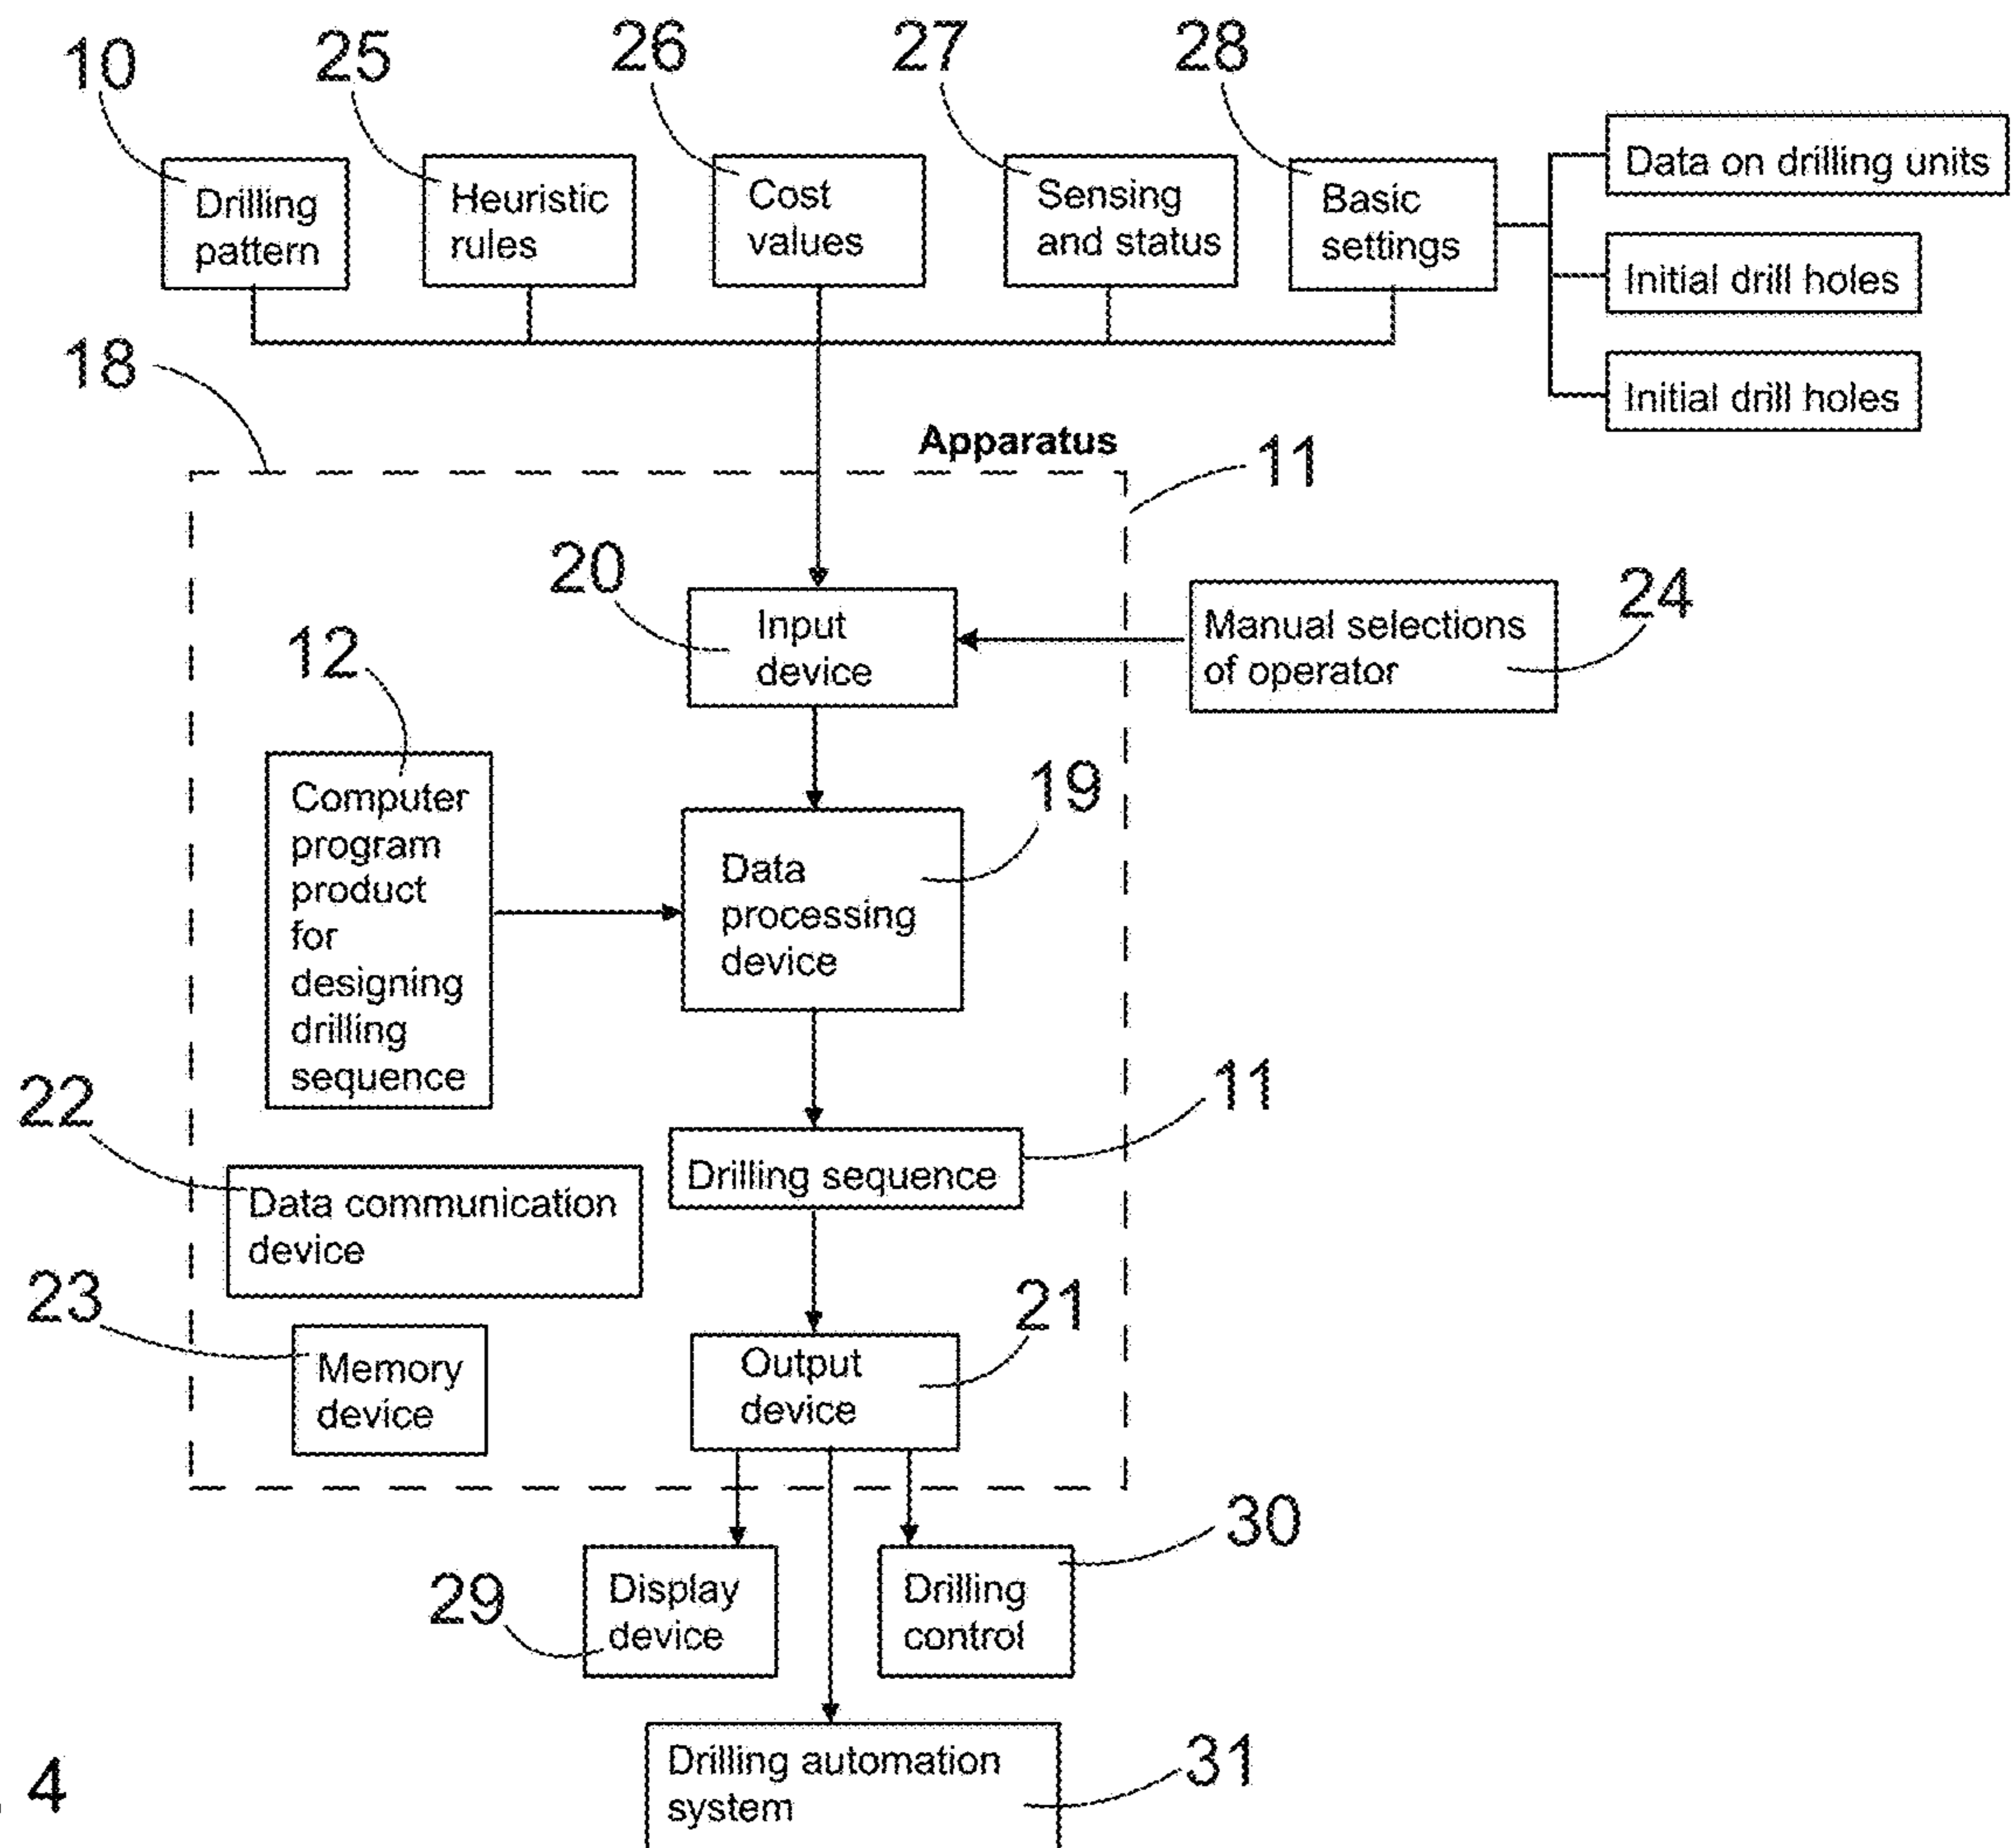 10
25
26
27
28
Drilling
pattern
Heuristic
rules
Cost
values
Sensing
and status
Basic
settings
Data on drilling units
Initial drill holes
Initial drill holes
18
Apparatus
11
20
Input
device
Manual selections
of operator
24
12
Computer
program
product
for
designing
drilling
sequence
19
Data
processing
device
11
Drilling sequence
22
Data communication
device
23
Memory
device
21
Output
device
29
Display
device
30
Drilling
control
Drilling automation
system
31
. 4